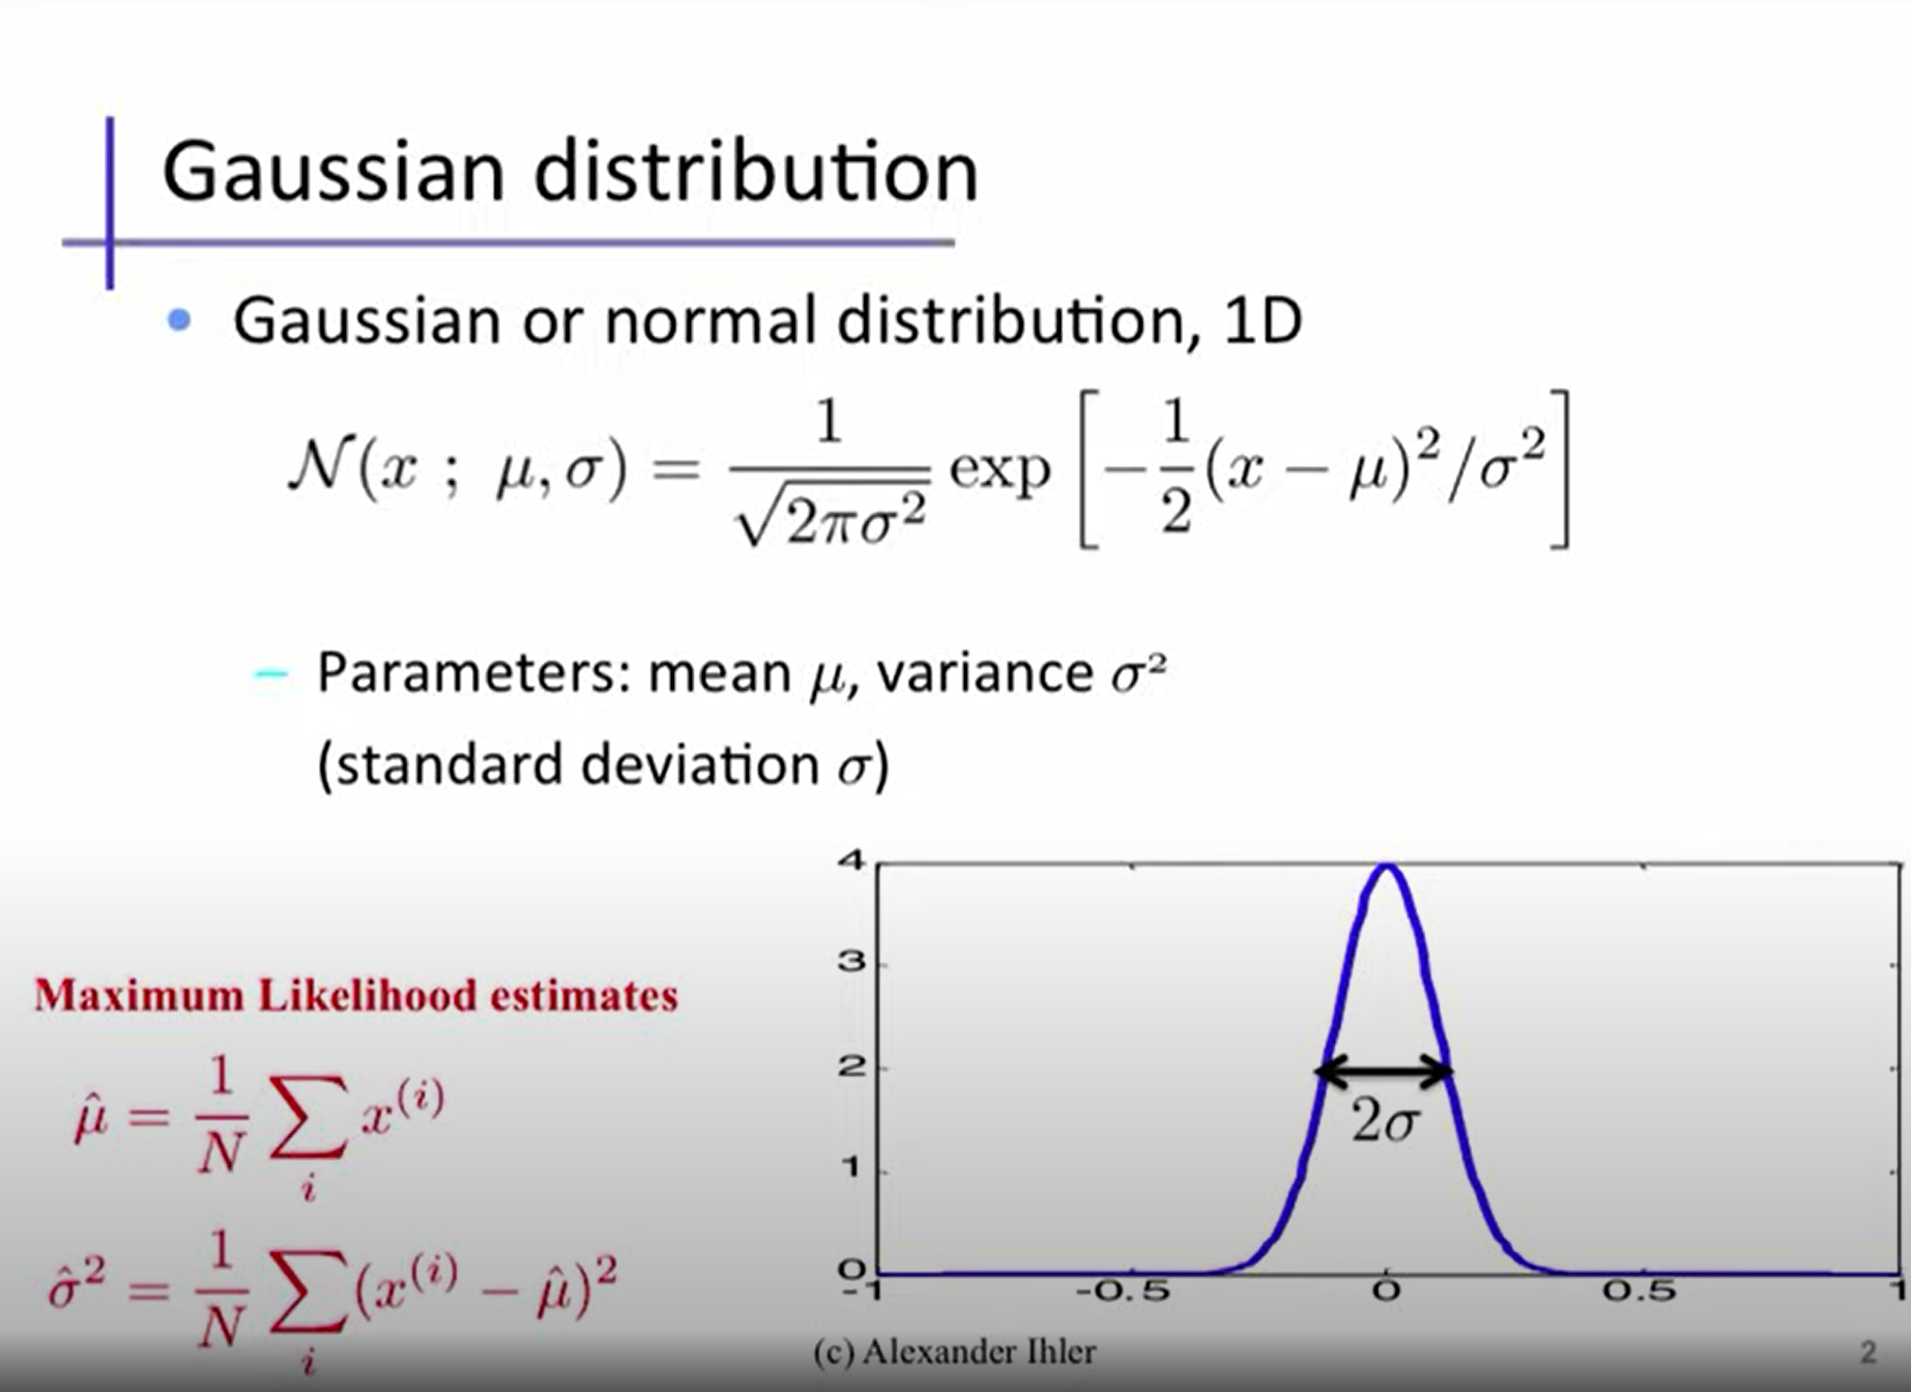 Gaussian distribution
• Gaussian or normal distribution, 1D
𝒩(x ; μ, σ) = 1/√(2πσ²) exp [ −1/2 (x − μ)²/σ² ]
– Parameters: mean μ, variance σ²
(standard deviation σ)
Maximum Likelihood estimates
μ̂ = 1/N ∑_i x^(i)
σ̂² = 1/N ∑_i (x^(i) − μ̂)²
4
3
2
1
0
2σ
-1 -0.5 0 0.5 1
(c) Alexander Ihler
2